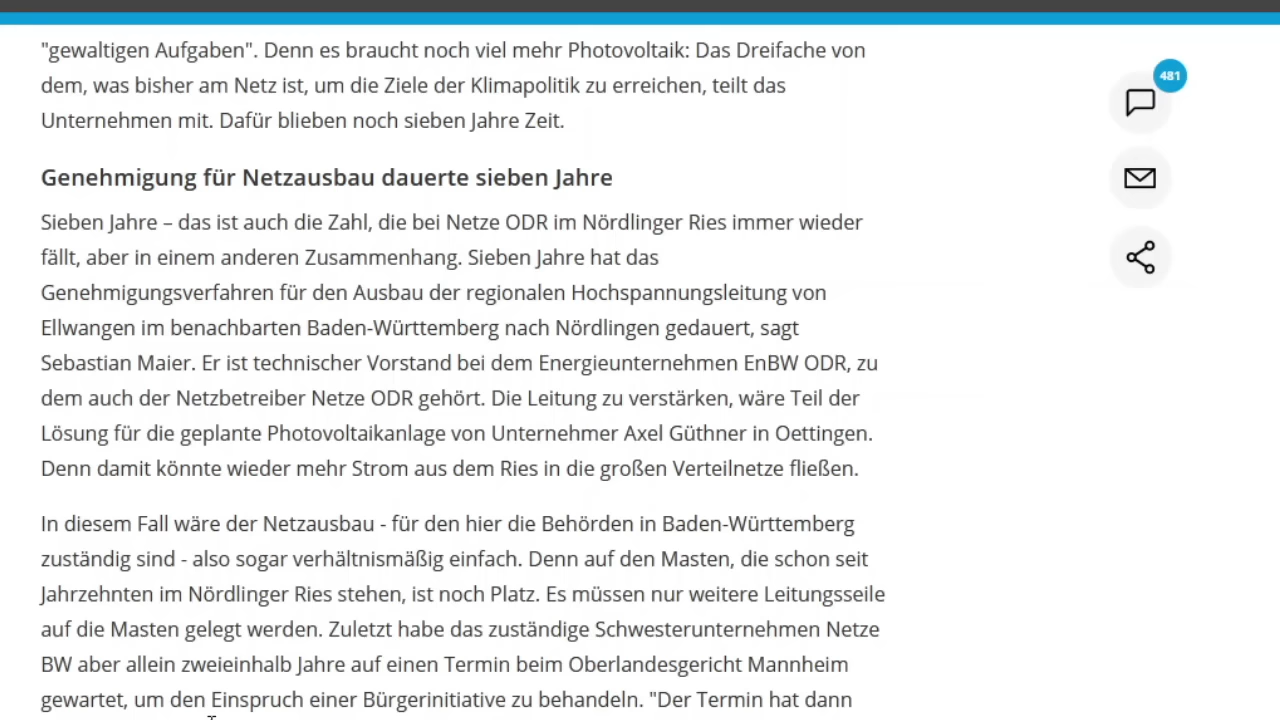 "gewaltigen Aufgaben". Denn es braucht noch viel mehr Photovoltaik: Das Dreifache von
dem, was bisher am Netz ist, um die Ziele der Klimapolitik zu erreichen, teilt das
Unternehmen mit. Dafür blieben noch sieben Jahre Zeit.
481
Genehmigung für Netzausbau dauerte sieben Jahre
Sieben Jahre – das ist auch die Zahl, die bei Netze ODR im Nördlinger Ries immer wieder
fällt, aber in einem anderen Zusammenhang. Sieben Jahre hat das
Genehmigungsverfahren für den Ausbau der regionalen Hochspannungsleitung von
Ellwangen im benachbarten Baden-Württemberg nach Nördlingen gedauert, sagt
Sebastian Maier. Er ist technischer Vorstand bei dem Energieunternehmen EnBW ODR, zu
dem auch der Netzbetreiber Netze ODR gehört. Die Leitung zu verstärken, wäre Teil der
Lösung für die geplante Photovoltaikanlage von Unternehmer Axel Güthner in Oettingen.
Denn damit könnte wieder mehr Strom aus dem Ries in die großen Verteilnetze fließen.
In diesem Fall wäre der Netzausbau - für den hier die Behörden in Baden-Württemberg
zuständig sind - also sogar verhältnismäßig einfach. Denn auf den Masten, die schon seit
Jahrzehnten im Nördlinger Ries stehen, ist noch Platz. Es müssen nur weitere Leitungsseile
auf die Masten gelegt werden. Zuletzt habe das zuständige Schwesterunternehmen Netze
BW aber allein zweieinhalb Jahre auf einen Termin beim Oberlandesgericht Mannheim
gewartet, um den Einspruch einer Bürgerinitiative zu behandeln. "Der Termin hat dann